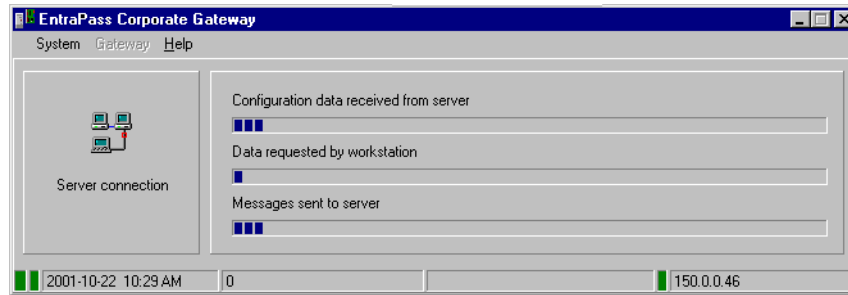 EntraPass Corporate Gateway
System Gateway Help
Configuration data received from server
Data requested by workstation
Server connection
Messages sent to server
2001-10-22 10:29 AM 0 150.0.0.46